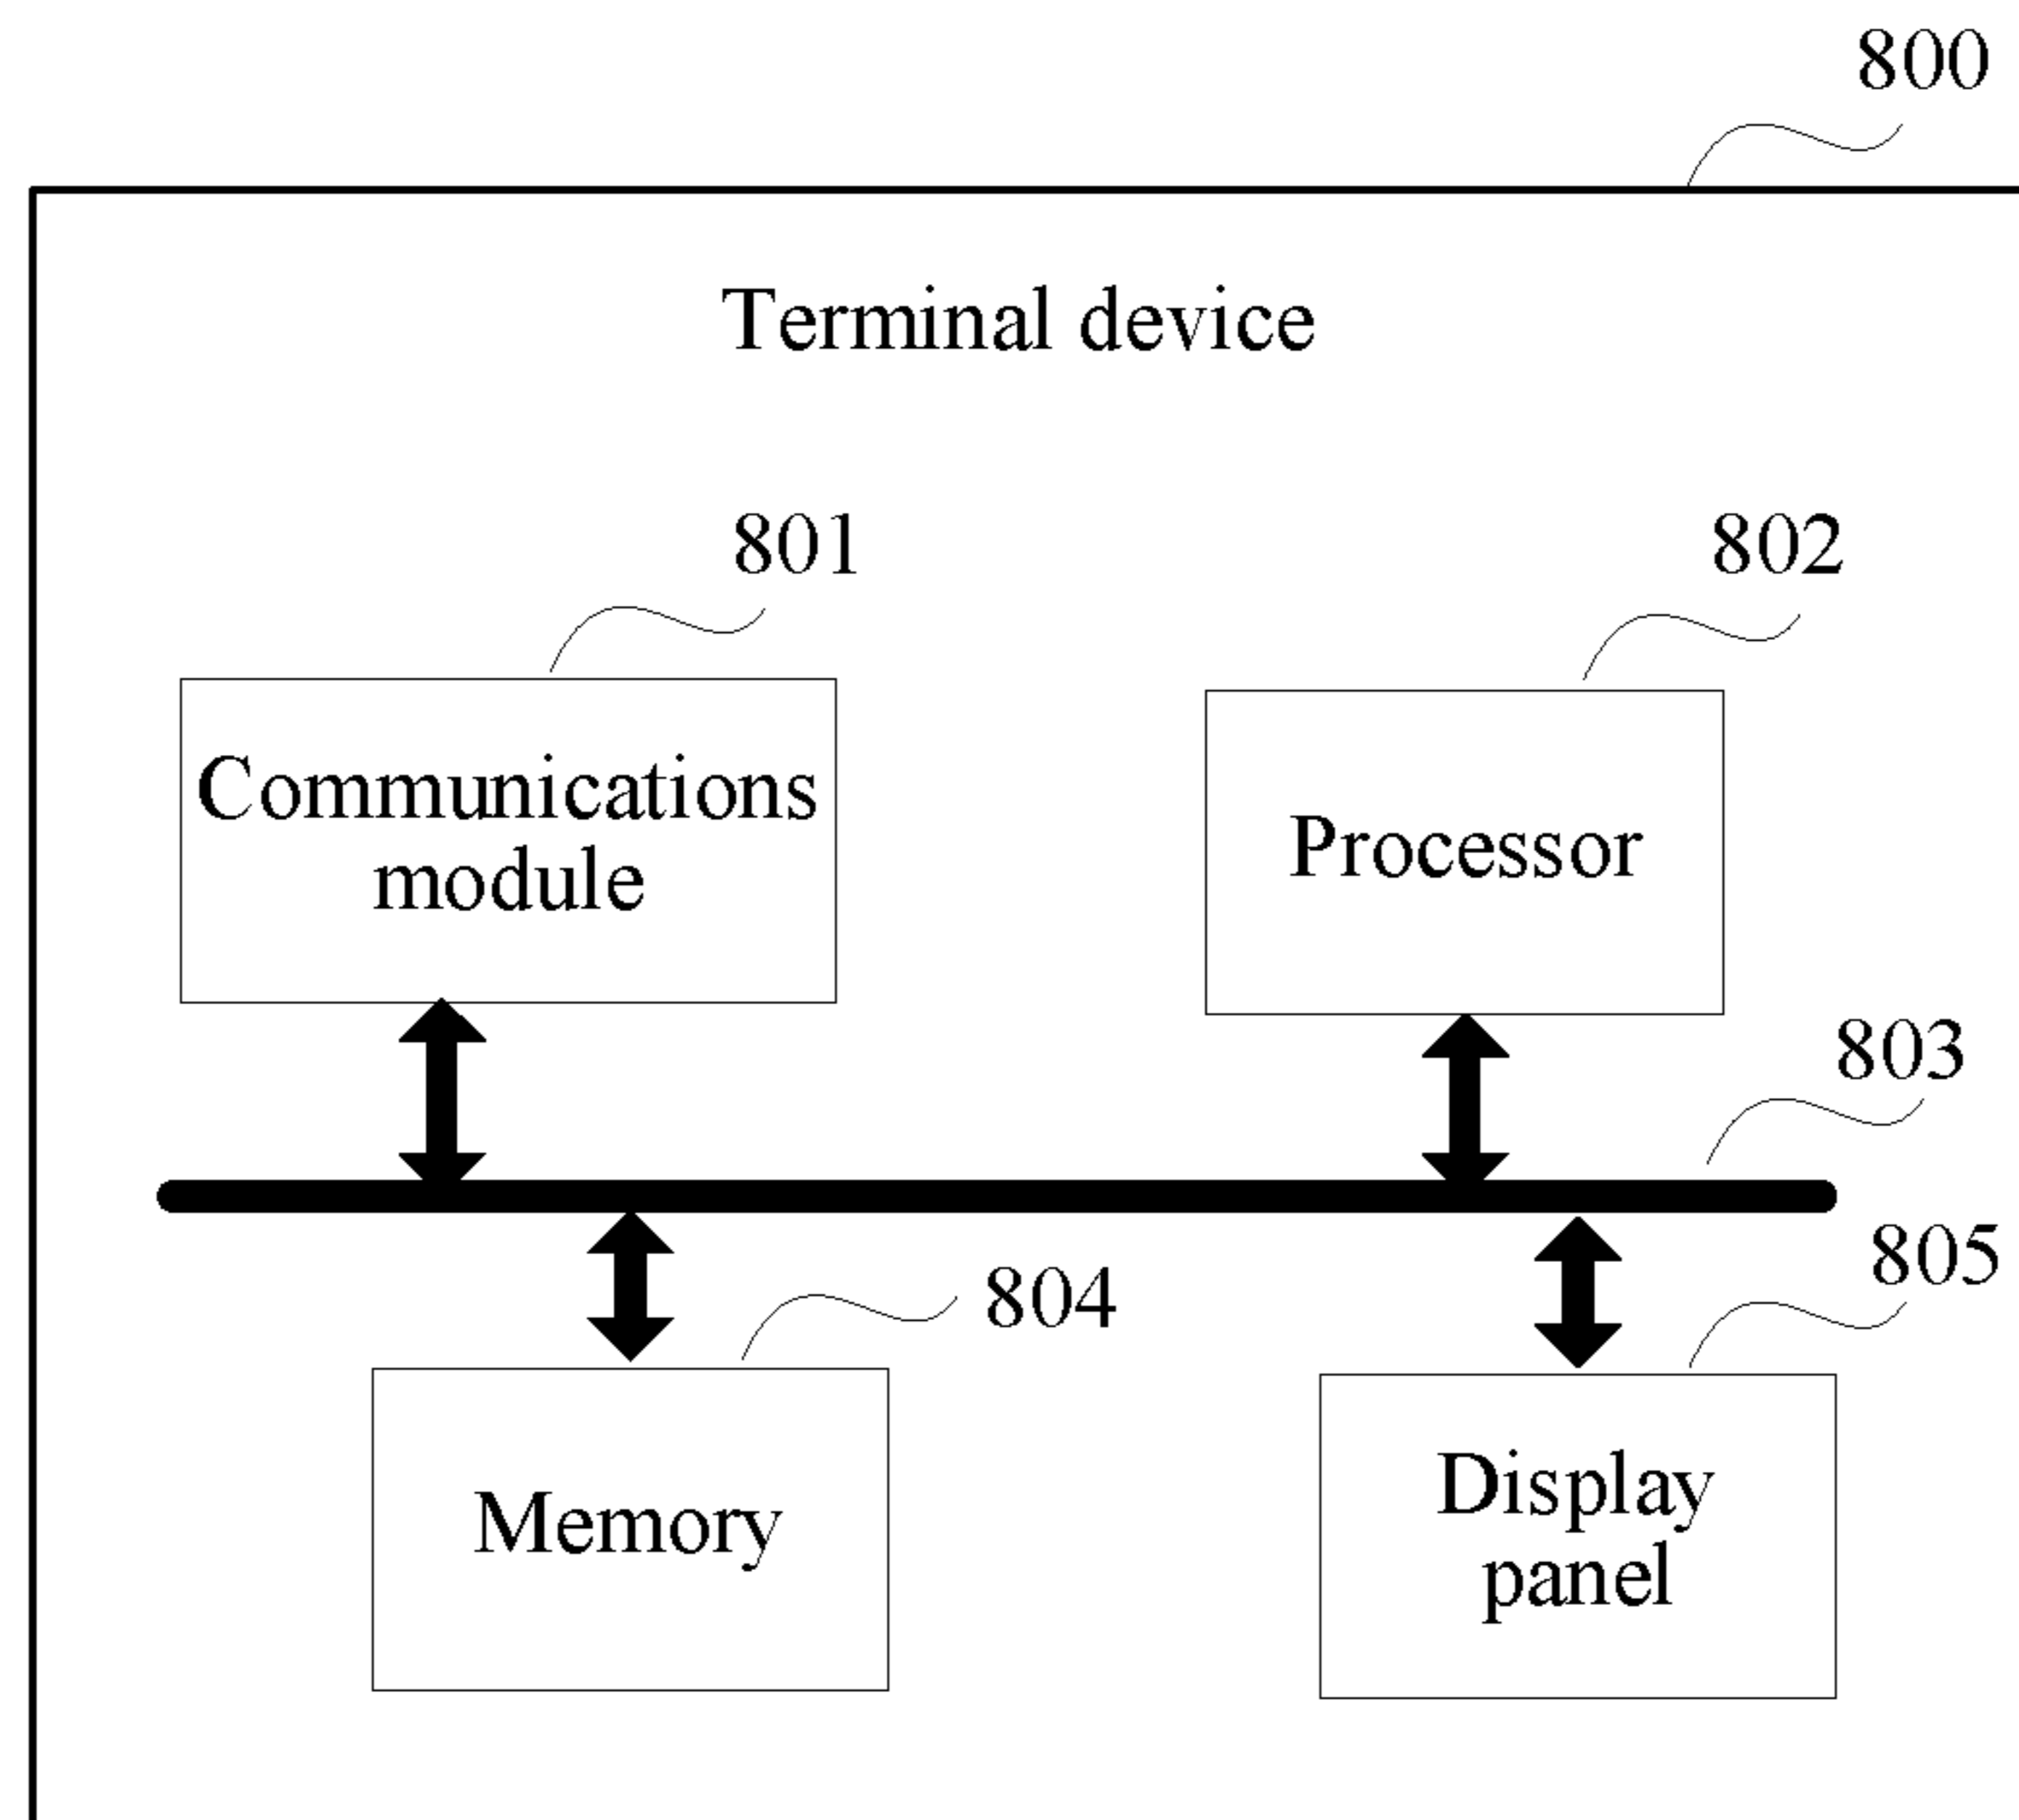 800
Terminal device
801
802
Communications
module
Processor
803
805
804
Memory
Display
panel